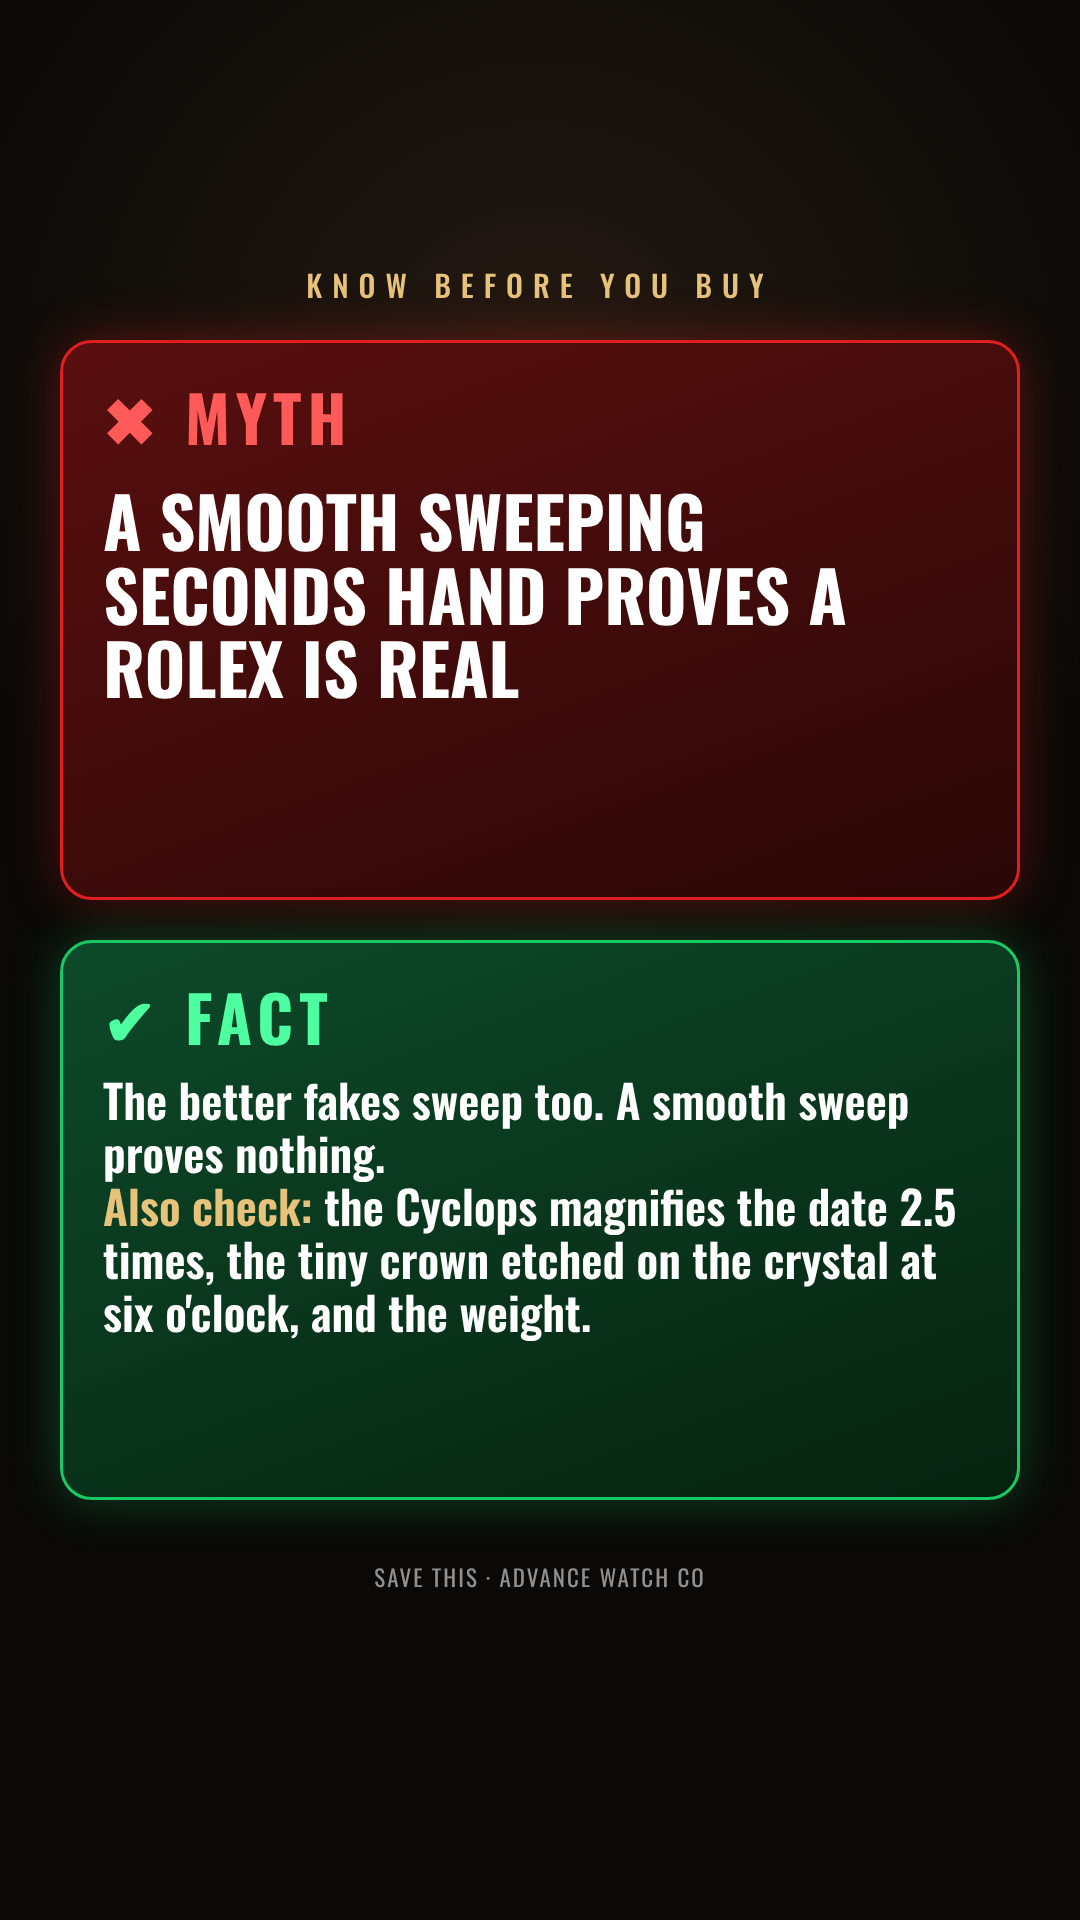 KNOW BEFORE YOU BUY
✖ MYTH
A SMOOTH SWEEPING
SECONDS HAND PROVES A
ROLEX IS REAL
✔ FACT
The better fakes sweep too. A smooth sweep
proves nothing.
Also check: the Cyclops magnifies the date 2.5
times, the tiny crown etched on the crystal at
six o'clock, and the weight.
SAVE THIS · ADVANCE WATCH CO